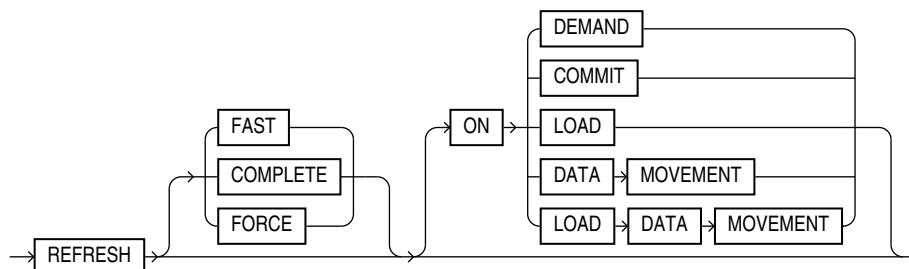 DEMAND
COMMIT
FAST
ON
LOAD
COMPLETE
DATA MOVEMENT
FORCE
LOAD DATA MOVEMENT
REFRESH